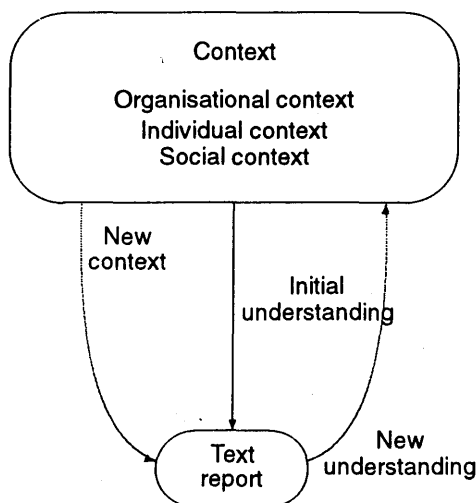 Context
Organisational context
Individual context
Social context
New
context
Initial
understanding
Text
report
New
understanding